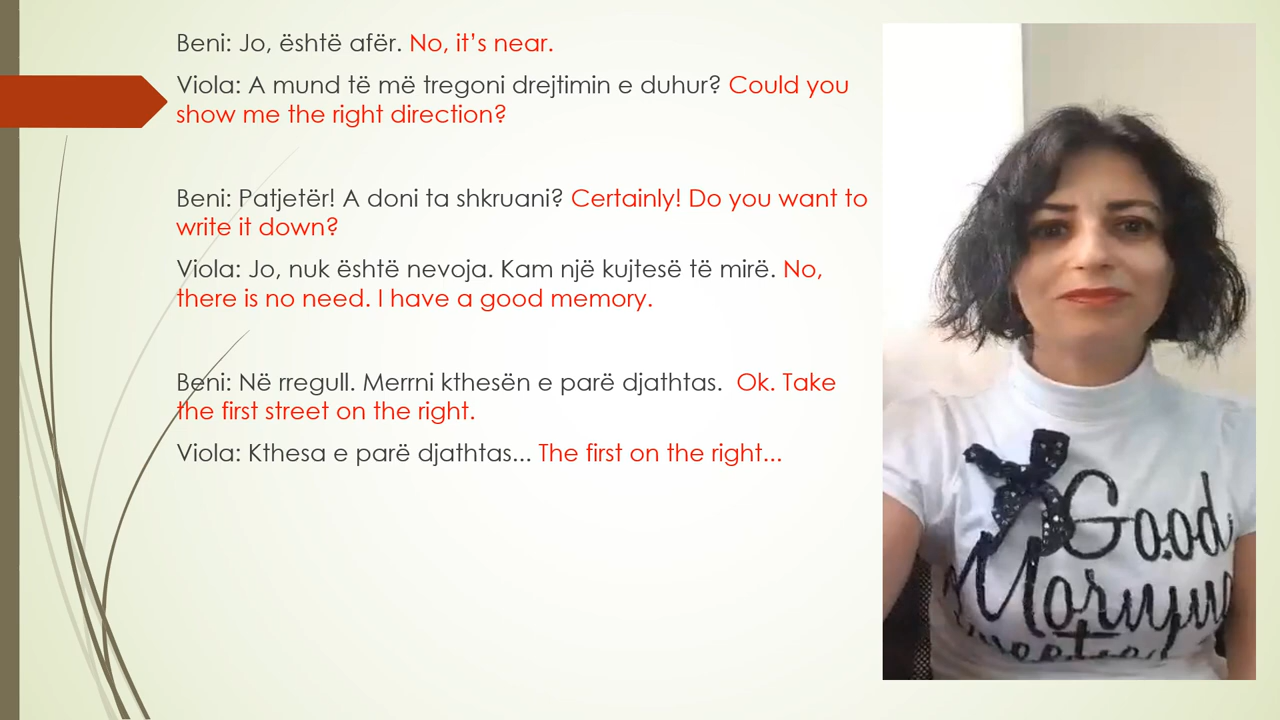 Beni: Jo, është afër. No, it’s near.
Viola: A mund të më tregoni drejtimin e duhur? Could you
show me the right direction?
Beni: Patjetër! A doni ta shkruani? Certainly! Do you want to
write it down?
Viola: Jo, nuk është nevoja. Kam një kujtesë të mirë. No,
there is no need. I have a good memory.
Beni: Në rregull. Merrni kthesën e parë djathtas.  Ok. Take
the first street on the right.
Viola: Kthesa e parë djathtas... The first on the right...
Good